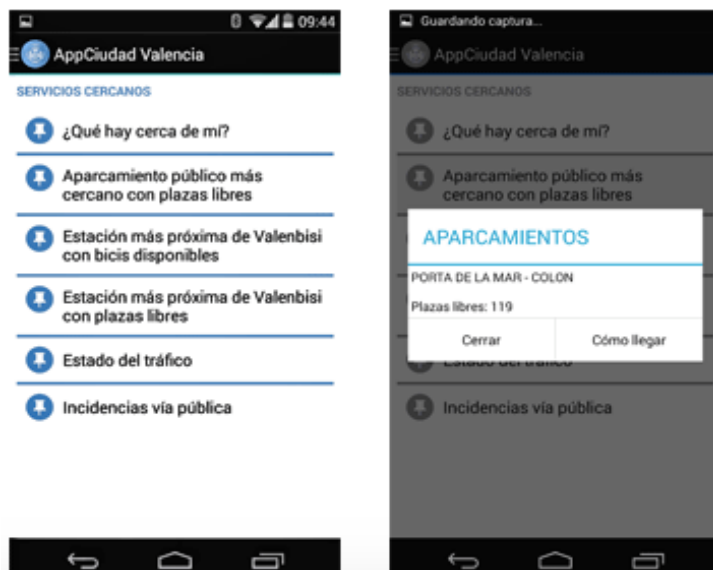 09:44
AppCiudad Valencia
SERVICIOS CERCANOS
¿Qué hay cerca de mí?
Aparcamiento público más
cercano con plazas libres
Estación más próxima de Valenbisi
con bicis disponibles
Estación más próxima de Valenbisi
con plazas libres
Estado del tráfico
Incidencias vía pública
Guardando captura...
AppCiudad Valencia
SERVICIOS CERCANOS
¿Qué hay cerca de mí?
Aparcamiento público más
cercano con plazas libres
APARCAMIENTOS
PORTA DE LA MAR - COLON
Plazas libres: 119
Cerrar
Cómo llegar
Estado del tráfico
Incidencias vía pública